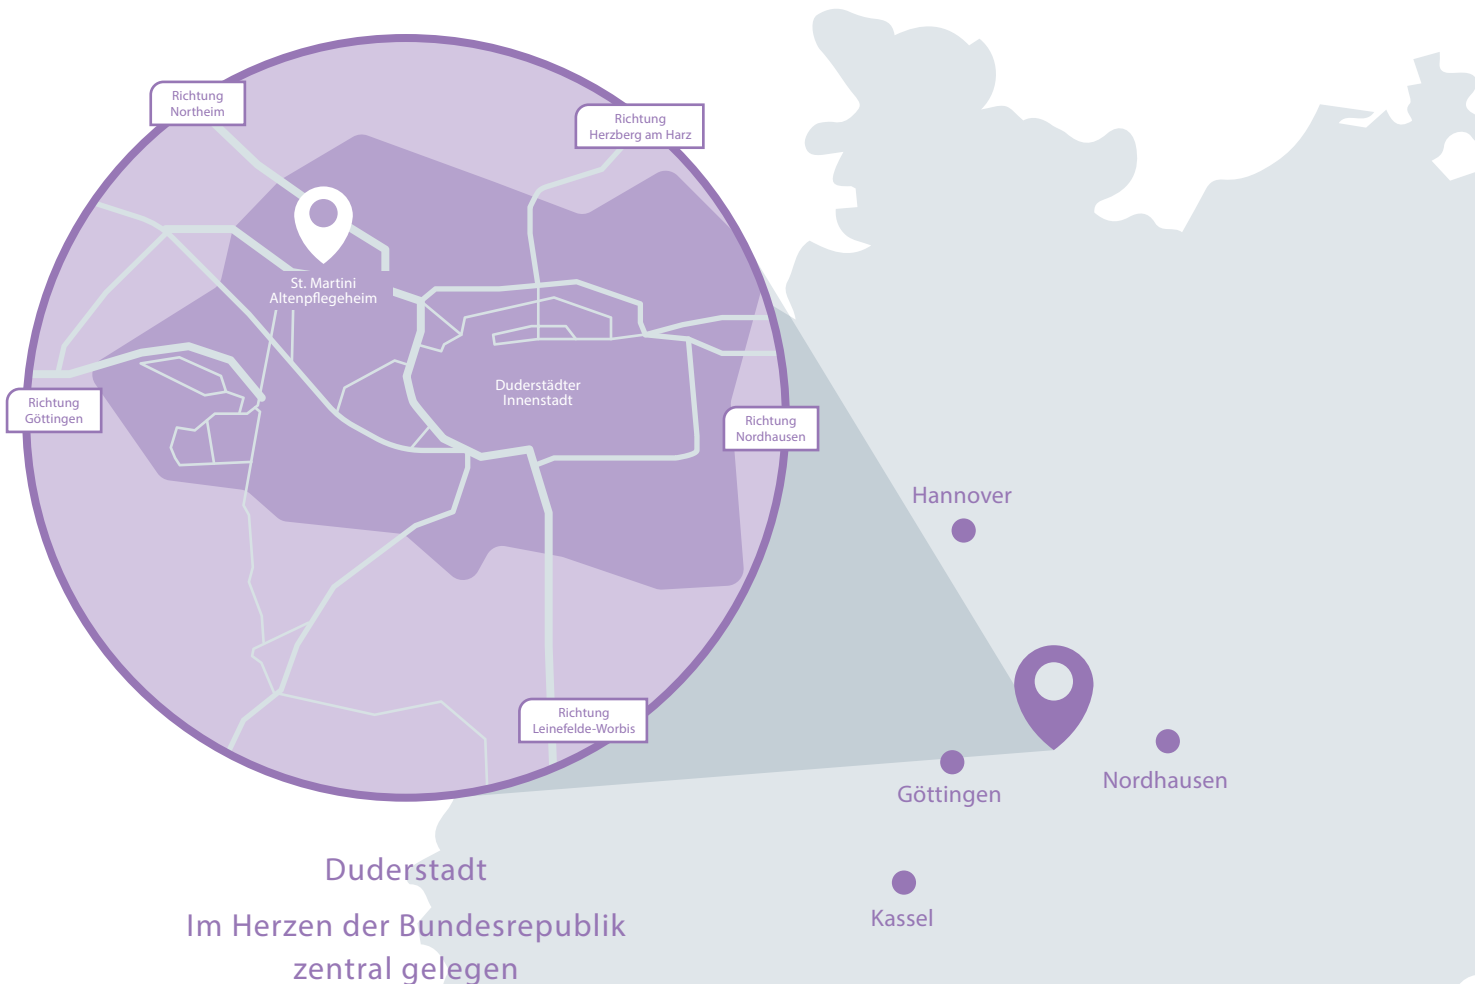 Richtung
Northeim
Richtung
Herzberg am Harz
St. Martini
Altenpflegeheim
Duderstädter
Innenstadt
Richtung
Göttingen
Richtung
Nordhausen
Hannover
Richtung
Leinefelde-Worbis
Göttingen
Nordhausen
Kassel
Duderstadt
Im Herzen der Bundesrepublik
zentral gelegen